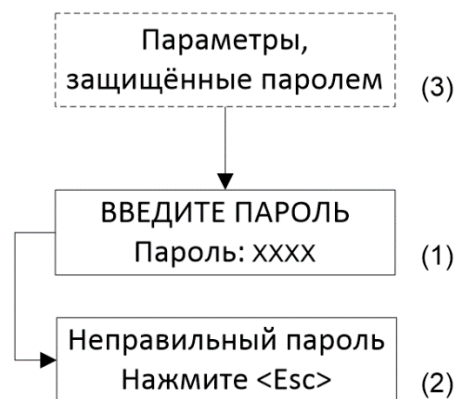 Параметры,
защищённые паролем
(3)
ВВЕДИТЕ ПАРОЛЬ
Пароль: XXXX
(1)
Неправильный пароль
Нажмите <Esc>
(2)